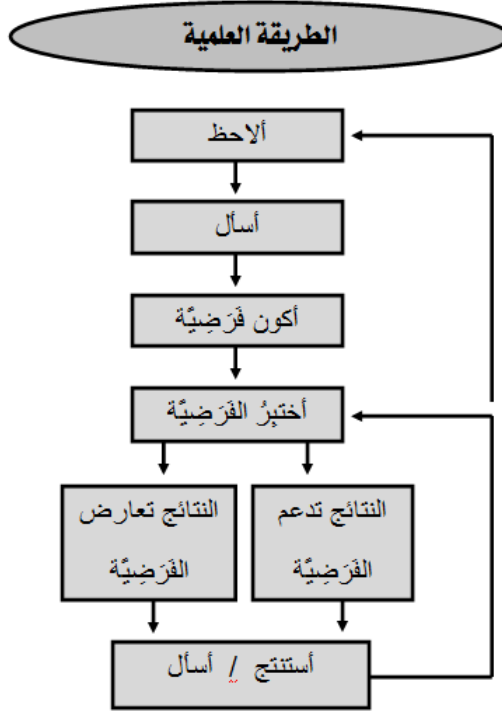 الطريقة العلمية
ألاحظ
أسأل
أكون فَرَضِيَّة
أختبِرُ الفَرَضِيَّة
النتائج تدعم
الفَرَضِيَّة
النتائج تعارض
الفَرَضِيَّة
أستنتج / أسأل